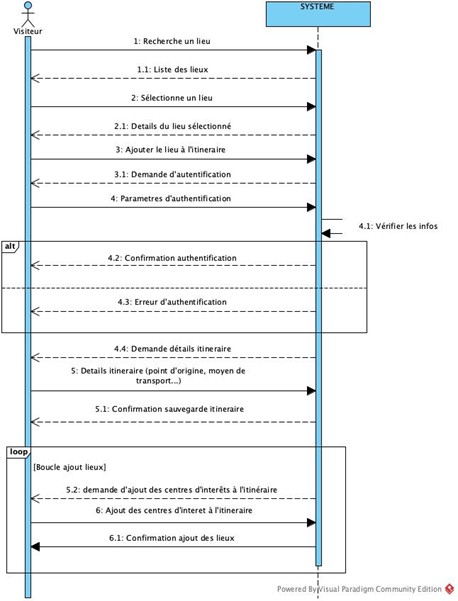 Visiteur
SYSTEME
1: Recherche un lieu
1.1: Liste des lieux
2: Sélectionne un lieu
2.1: Details du lieu sélectionné
3: Ajouter le lieu à l'itineraire
3.1: Demande d'autentification
4: Parametres d'authentification
4.1: Vérifier les infos
alt
4.2: Confirmation authentification
4.3: Erreur d'authentification
4.4: Demande détails itineraire
5: Details itineraire (point d'origine, moyen de
transport...)
5.1: Confirmation sauvegarde itineraire
loop
[Boucle ajout lieux]
5.2: demande d'ajout des centres d'interêts à l'itinéraire
6: Ajout des centres d'interet à l'itineraire
6.1: Confirmation ajout des lieux
Powered By Visual Paradigm Community Edition